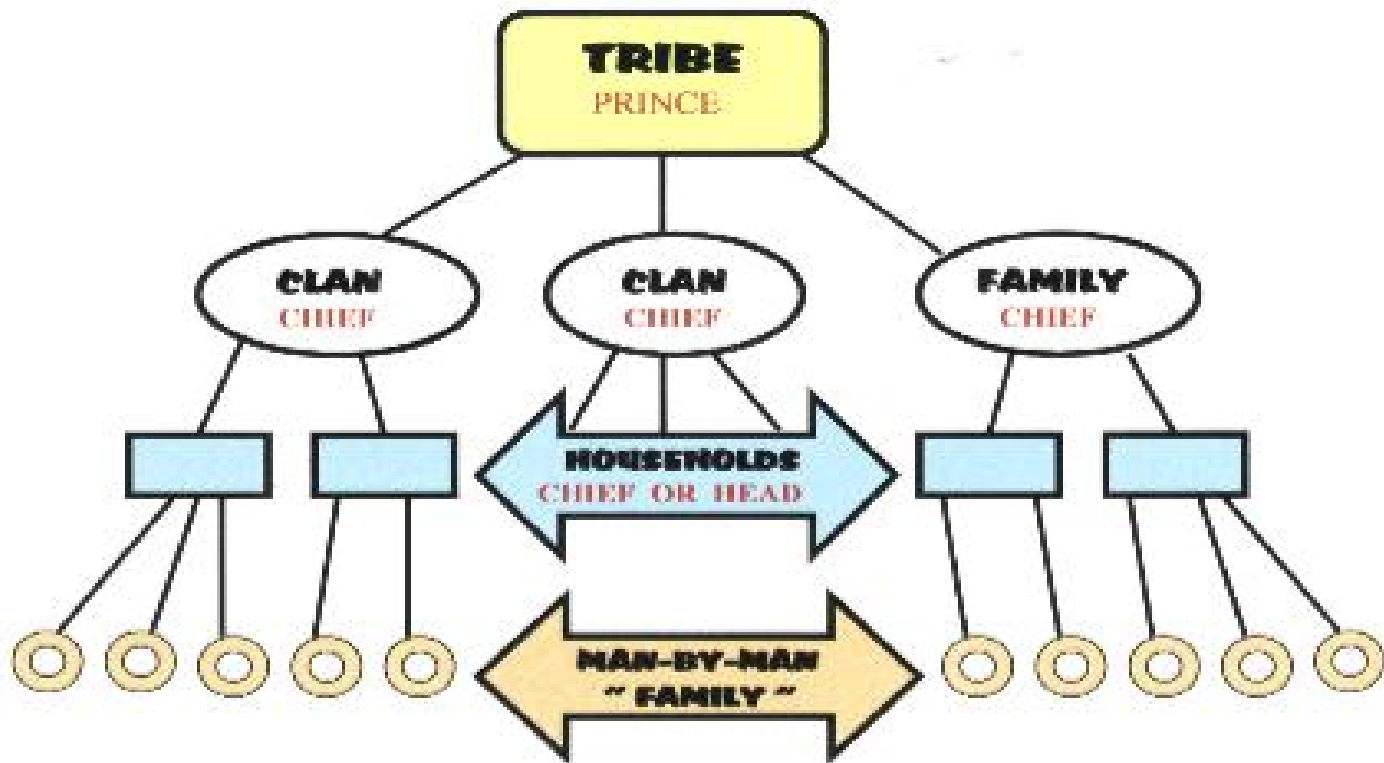 TRIBE
PRINCE
CLAN
CHIEF
CLAN
CHIEF
FAMILY
CHIEF
HOUSEHOLDS
CHIEF OR HEAD
MAN-BY-MAN
" FAMILY "